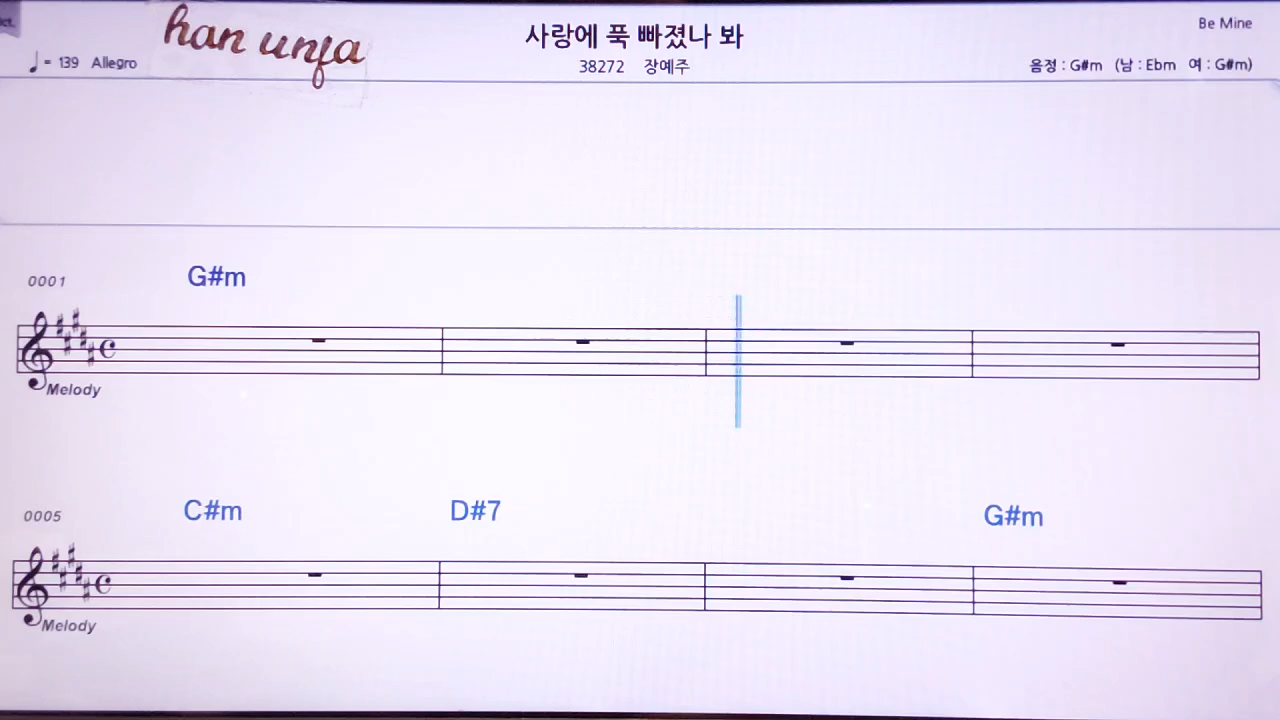 han unja
사랑에 푹 빠졌나 봐
Be Mine
♩ = 139 Allegro
38272 장예주
음정 : G#m (남 : Ebm 여 : G#m)
0001 G#m
Melody
0005 C#m D#7 G#m
Melody